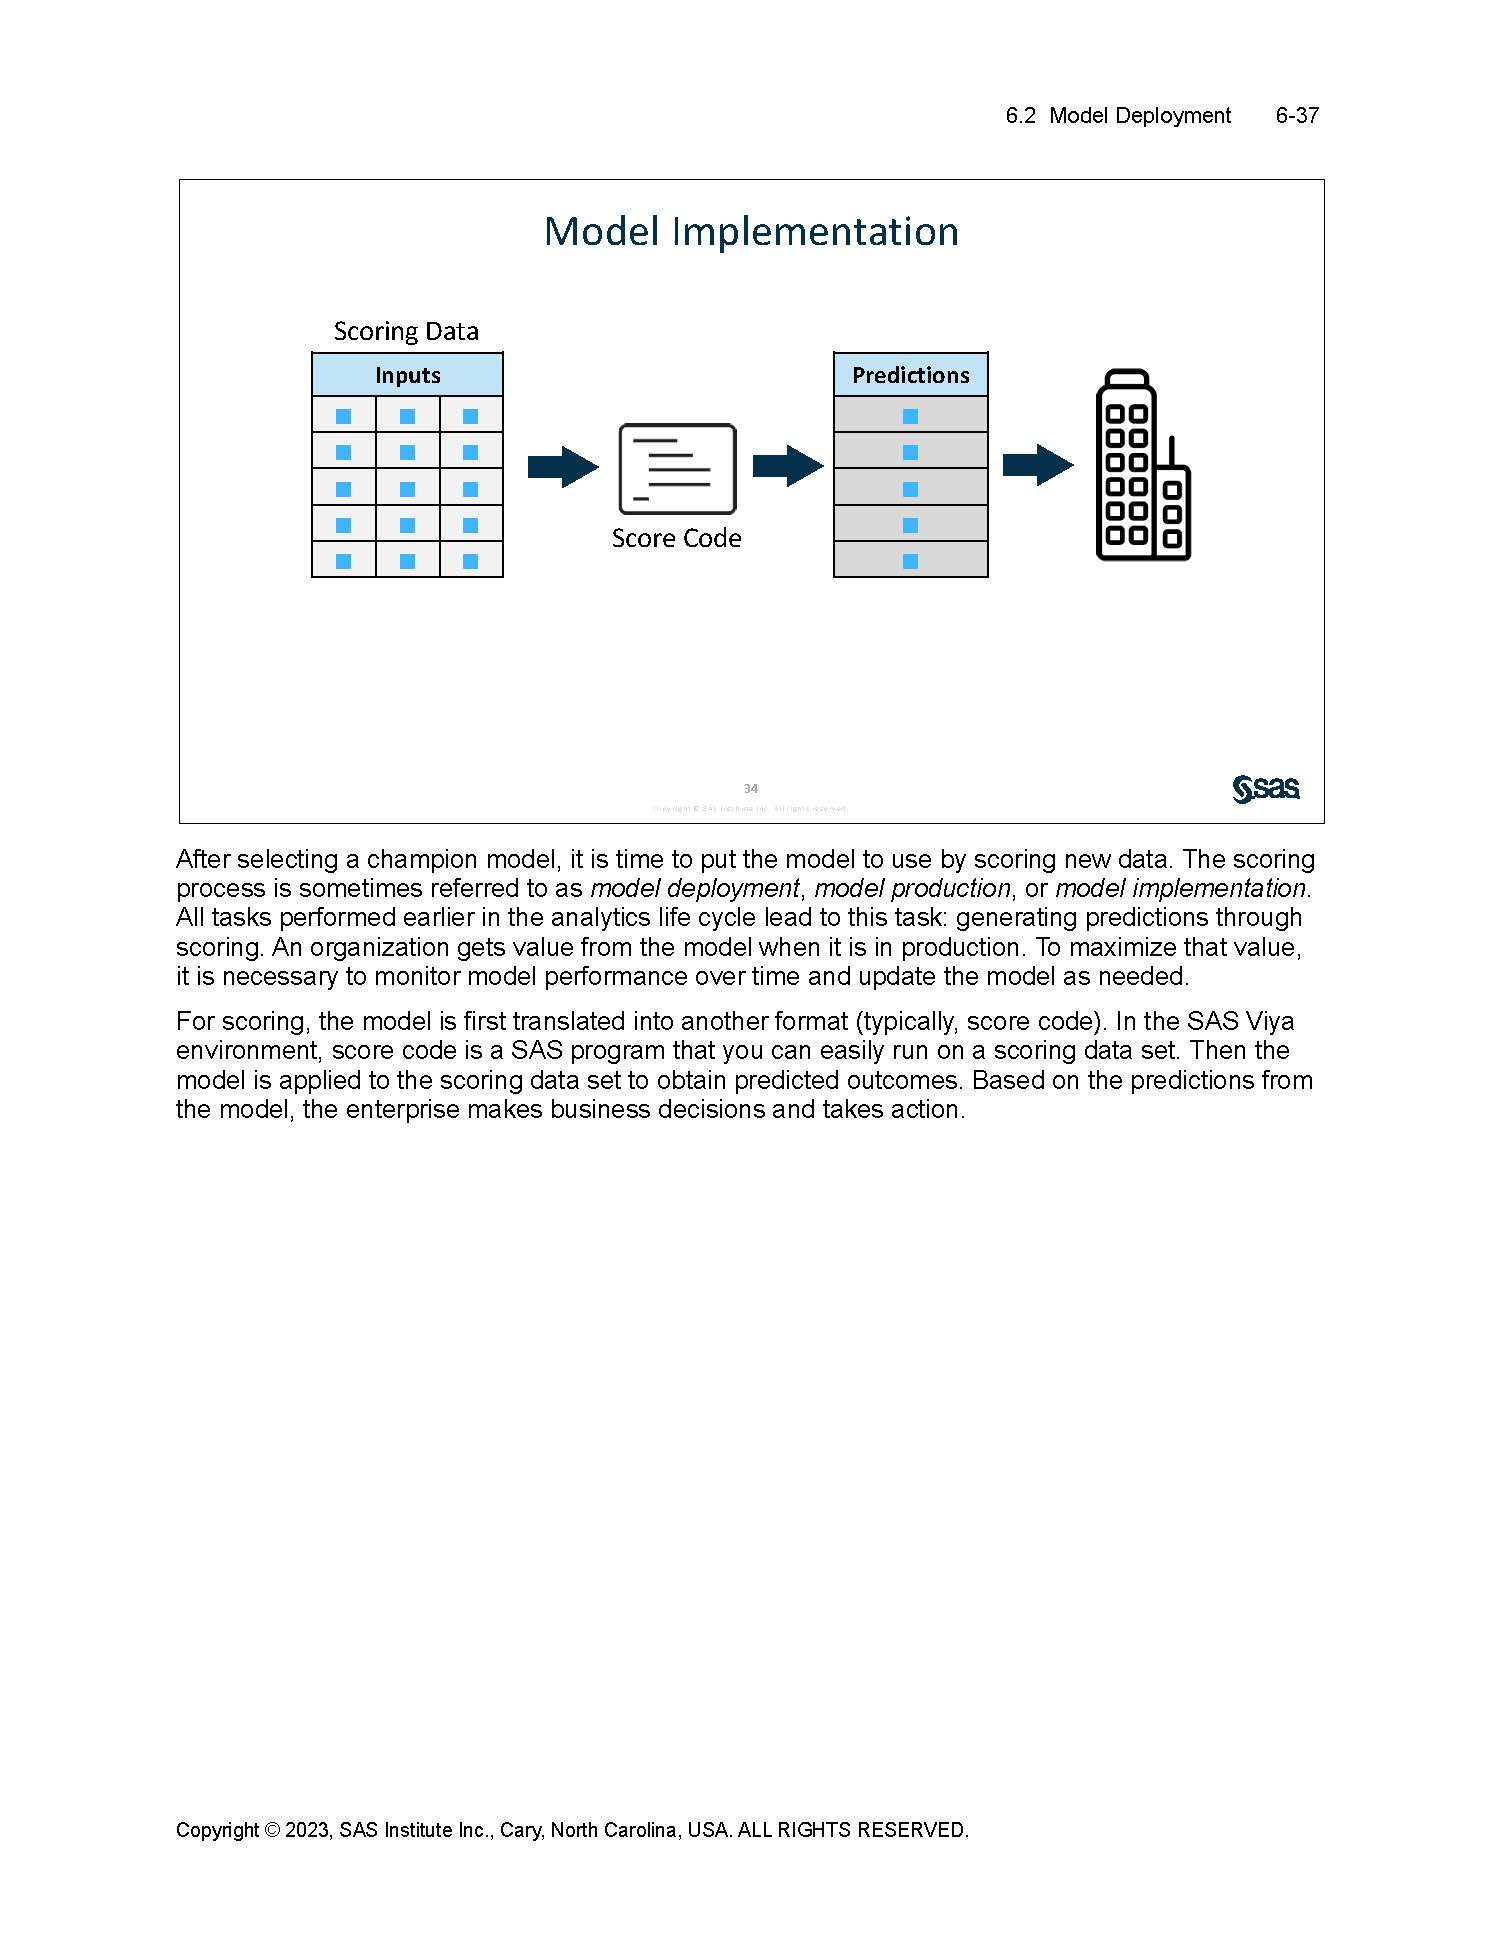 6.2 Model Deployment 6-37
Model Implementation
Scoring Data
Inputs
Predictions
Score Code
34
Copyright © SAS Institute Inc. All rights reserved.
sas
After selecting a champion model, it is time to put the model to use by scoring new data. The scoring
process is sometimes referred to as model deployment, model production, or model implementation.
All tasks performed earlier in the analytics life cycle lead to this task: generating predictions through
scoring. An organization gets value from the model when it is in production. To maximize that value,
it is necessary to monitor model performance over time and update the model as needed.
For scoring, the model is first translated into another format (typically, score code). In the SAS Viya
environment, score code is a SAS program that you can easily run on a scoring data set. Then the
model is applied to the scoring data set to obtain predicted outcomes. Based on the predictions from
the model, the enterprise makes business decisions and takes action.
Copyright © 2023, SAS Institute Inc., Cary, North Carolina, USA. ALL RIGHTS RESERVED.